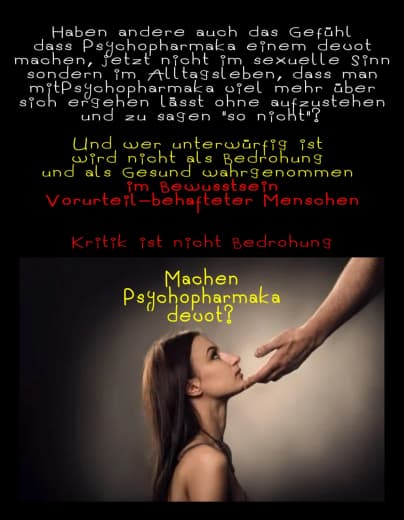 Haben andere auch das Gefühl
dass Psychopharmaka einem devot
machen, jetzt nicht im sexuelle Sinn
sondern im Alltagsleben, dass man
mitPsychopharmaka viel mehr über
sich ergehen lässt ohne aufzustehen
und zu sagen "so nicht"?
Und wer unterwürfig ist
wird nicht als Bedrohung
und als Gesund wahrgenommen
im Bewusstsein
Vorurteil-behafteter Menschen
Kritik ist nicht Bedrohung
Machen
Psychopharmaka
devot?